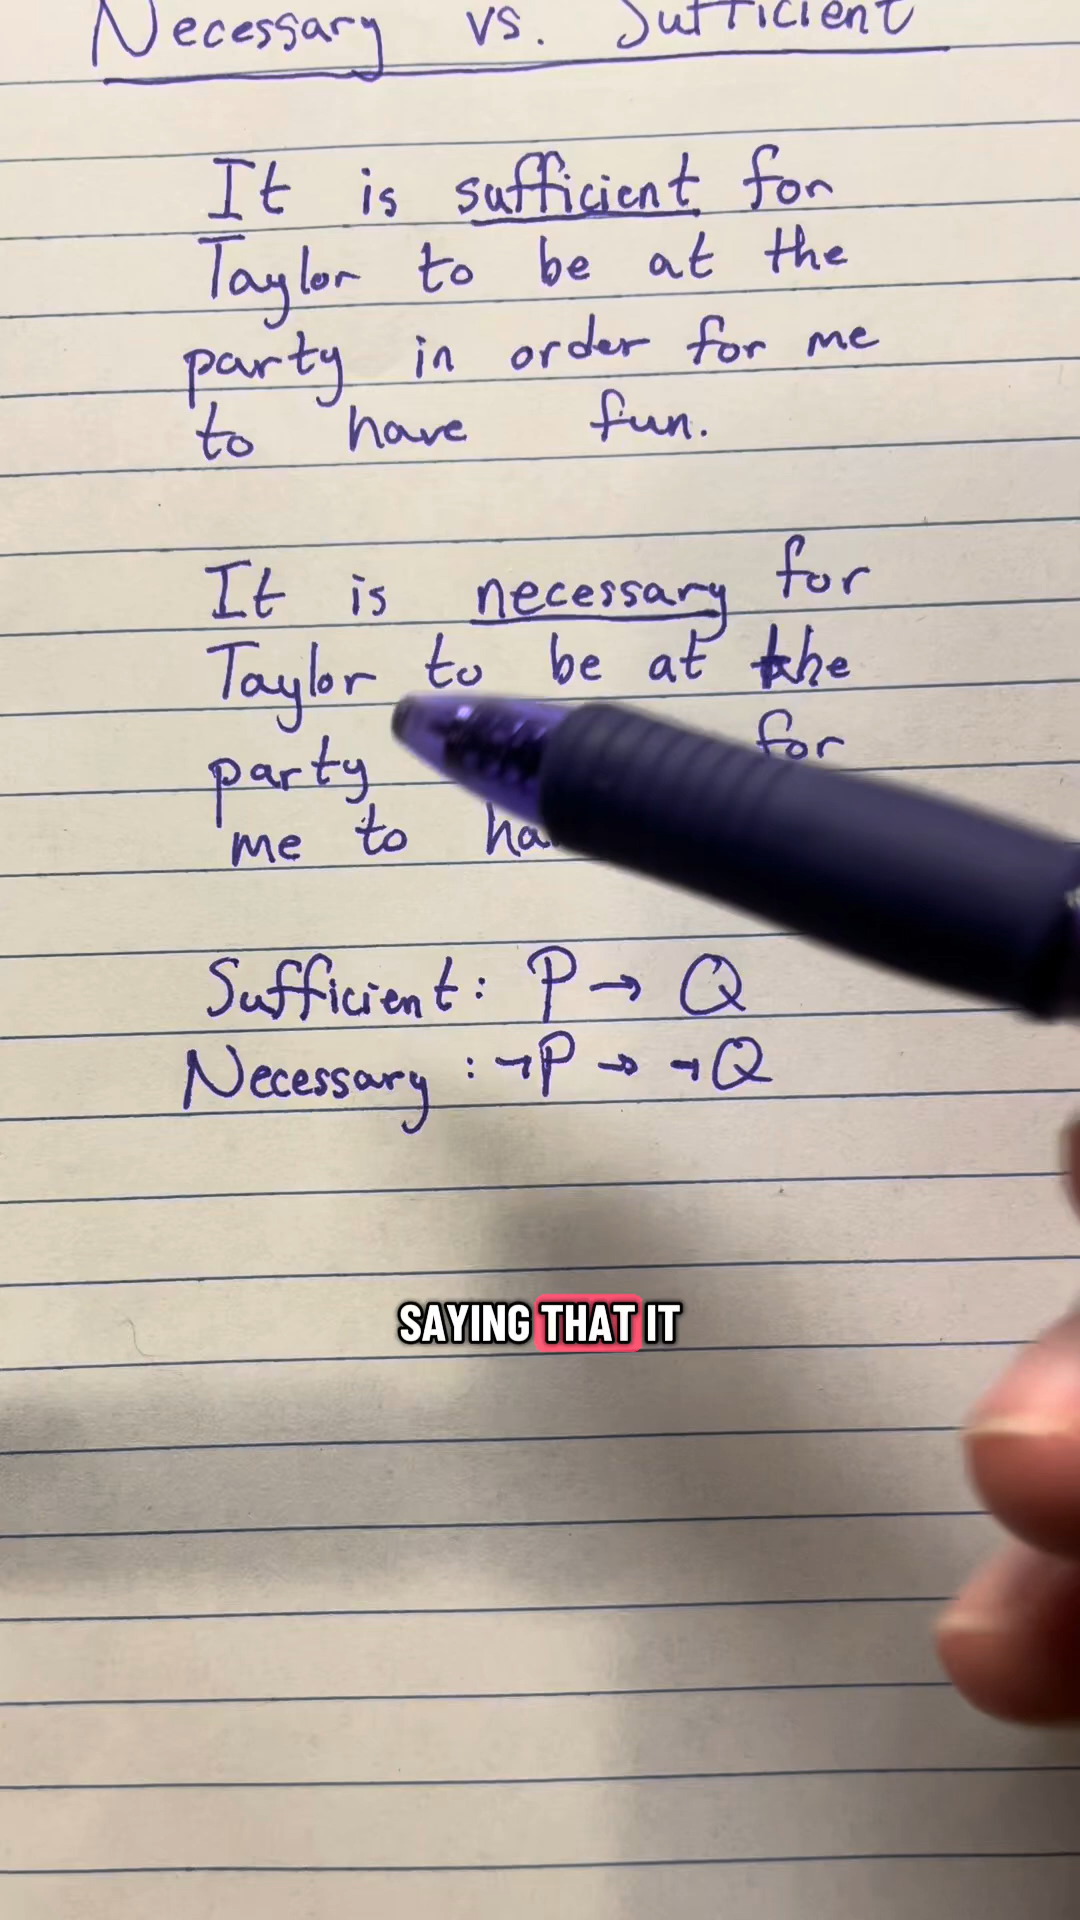 Necessary vs. Sufficient
It is sufficient for
Taylor to be at the
party in order for me
to have fun.
It is necessary for
Taylor to be at the
party for
me to
Sufficient: P → Q
Necessary : ¬P → ¬Q
SAYING THAT IT